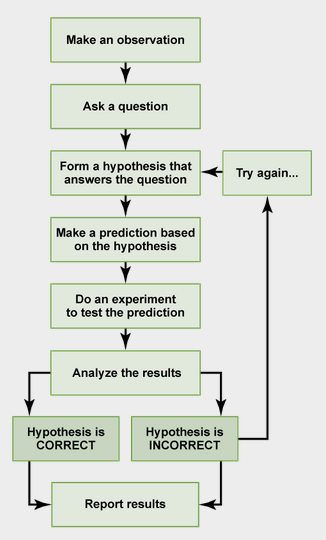 Make an observation
Ask a question
Form a hypothesis that
answers the question
Try again...
Make a prediction based
on the hypothesis
Do an experiment
to test the prediction
Analyze the results
Hypothesis is
CORRECT
Hypothesis is
INCORRECT
Report results